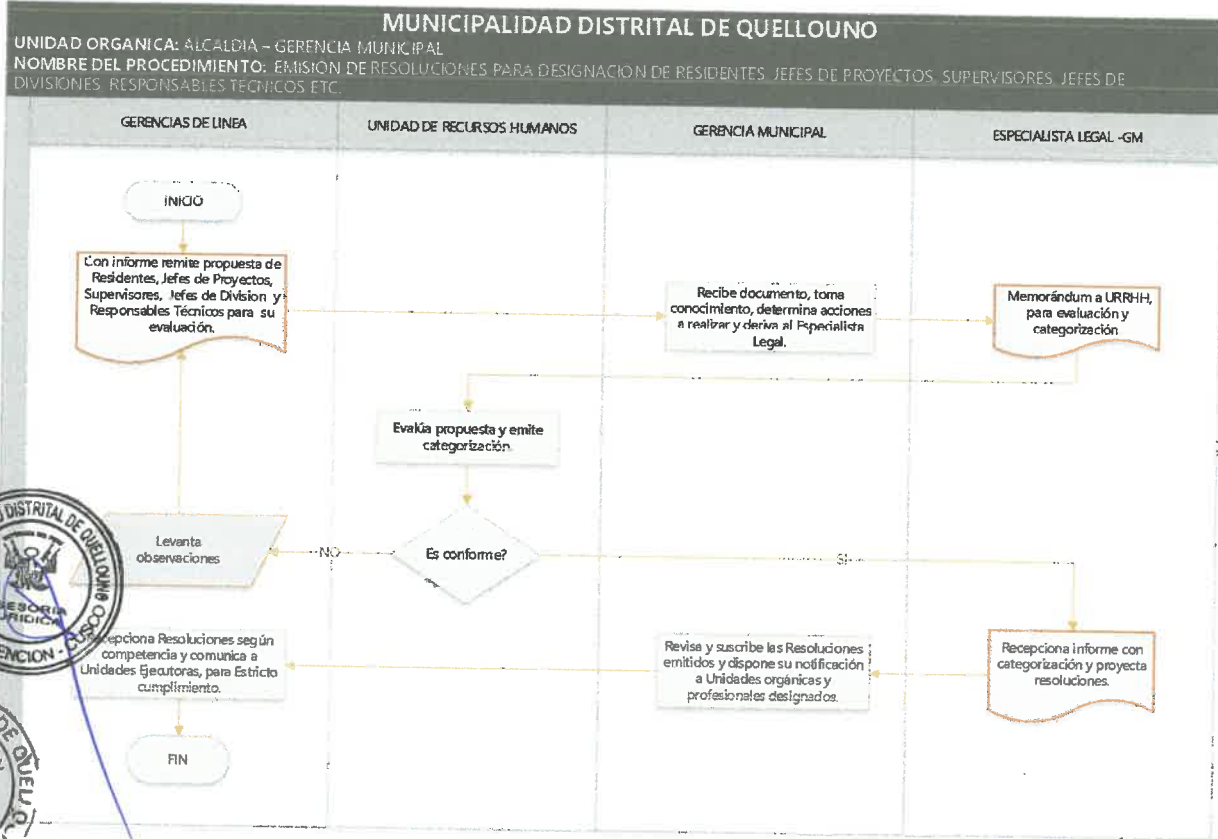 MUNICIPALIDAD DISTRITAL DE QUELLOUNO
UNIDAD ORGANICA: ALCALDIA – GERENCIA MUNICIPAL
NOMBRE DEL PROCEDIMIENTO: EMISIÓN DE RESOLUCIONES PARA DESIGNACION DE RESIDENTES, JEFES DE PROYECTOS, SUPERVISORES, JEFES DE
DIVISIONES, RESPONSABLES TECNICOS ETC.
GERENCIAS DE LINEA
UNIDAD DE RECURSOS HUMANOS
GERENCIA MUNICIPAL
ESPECIALISTA LEGAL -GM
INICIO
Con informe remite propuesta de
Residentes, Jefes de Proyectos,
Supervisores, Jefes de Division y
Responsables Técnicos para su
evaluación.
Recibe documento, toma
conocimiento, determina acciones
a realizar y deriva al Especialista
Legal.
Memorándum a URRHH,
para evaluación y
categorización
Evalúa propuesta y emite
categorización.
Levanta
observaciones
NO
Es conforme?
SI
Recepciona Resoluciones según
competencia y comunica a
Unidades Ejecutoras, para Estricto
cumplimiento.
Revisa y suscribe las Resoluciones
emitidos y dispone su notificación
a Unidades orgánicas y
profesionales designados.
Recepciona informe con
categorización y proyecta
resoluciones.
FIN
DISTRITAL DE QUELLOUNO
CUSCO
DE QUELLO